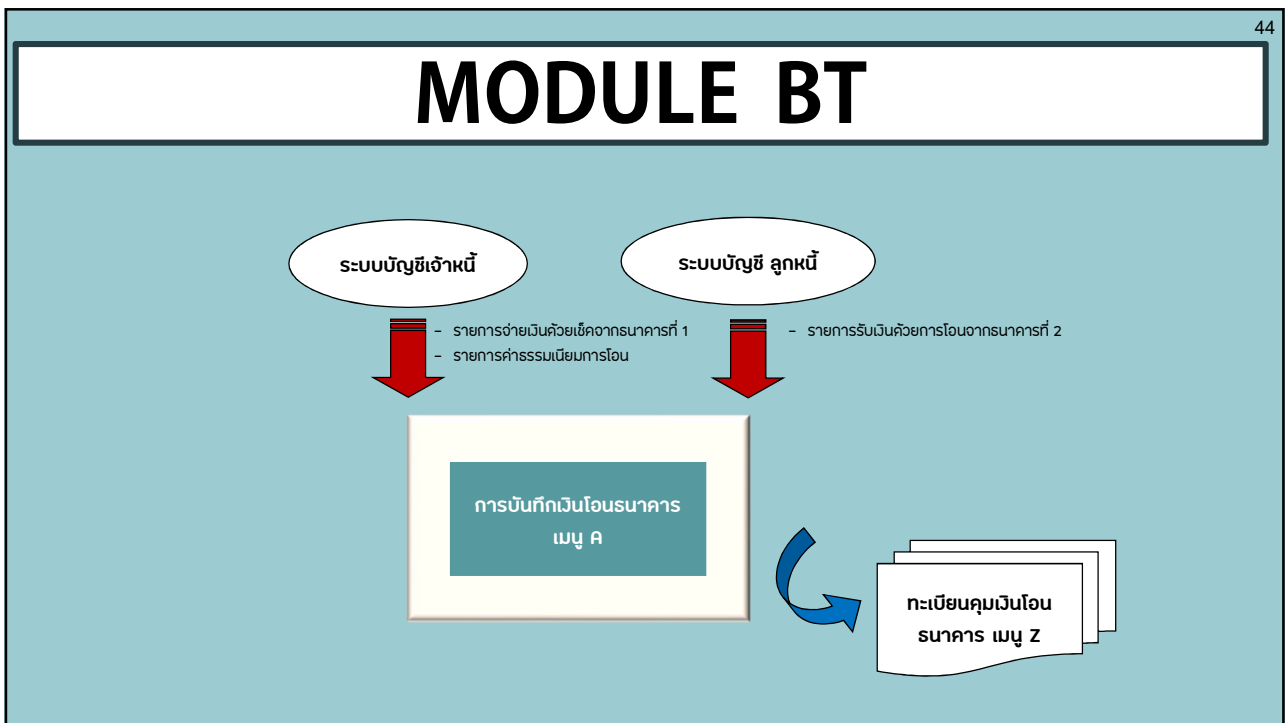 44
MODULE BT
ระบบบัญชีเจ้าหนี้
ระบบบัญชี ลูกหนี้
- รายการจ่ายเงินด้วยเช็คจากธนาคารที่ 1
- รายการค่าธรรมเนียมการโอน
- รายการรับเงินด้วยการโอนจากธนาคารที่ 2
การบันทึกเงินโอนธนาคาร
เมนู A
ทะเบียนคุมเงินโอน
ธนาคาร เมนู Z